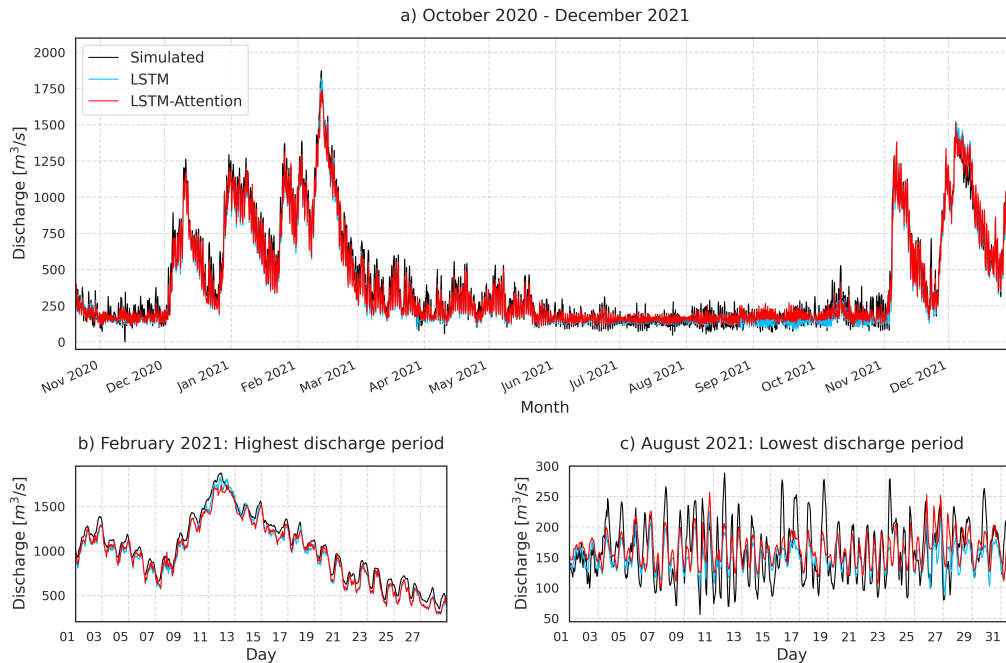 a) October 2020 - December 2021
Discharge [m³/s]
2000
1750
1500
1250
1000
750
500
250
0
Simulated
LSTM
LSTM-Attention
Nov 2020
Dec 2020
Jan 2021
Feb 2021
Mar 2021
Apr 2021
May 2021
Jun 2021
Jul 2021
Aug 2021
Sep 2021
Oct 2021
Nov 2021
Dec 2021
Month
b) February 2021: Highest discharge period
Discharge [m³/s]
1500
1000
500
01 03 05 07 09 11 13 15 17 19 21 23 25 27
Day
c) August 2021: Lowest discharge period
Discharge [m³/s]
300
250
200
150
100
50
01 03 05 07 09 11 13 15 17 19 21 23 25 27 29 31
Day